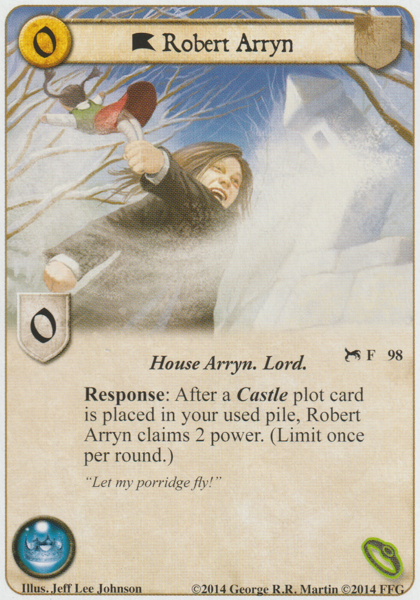 0
Robert Arryn
0
House Arryn. Lord.
F 98
Response: After a Castle plot card
is placed in your used pile, Robert
Arryn claims 2 power. (Limit once
per round.)
“Let my porridge fly!”
Illus. Jeff Lee Johnson
©2014 George R.R. Martin ©2014 FFG